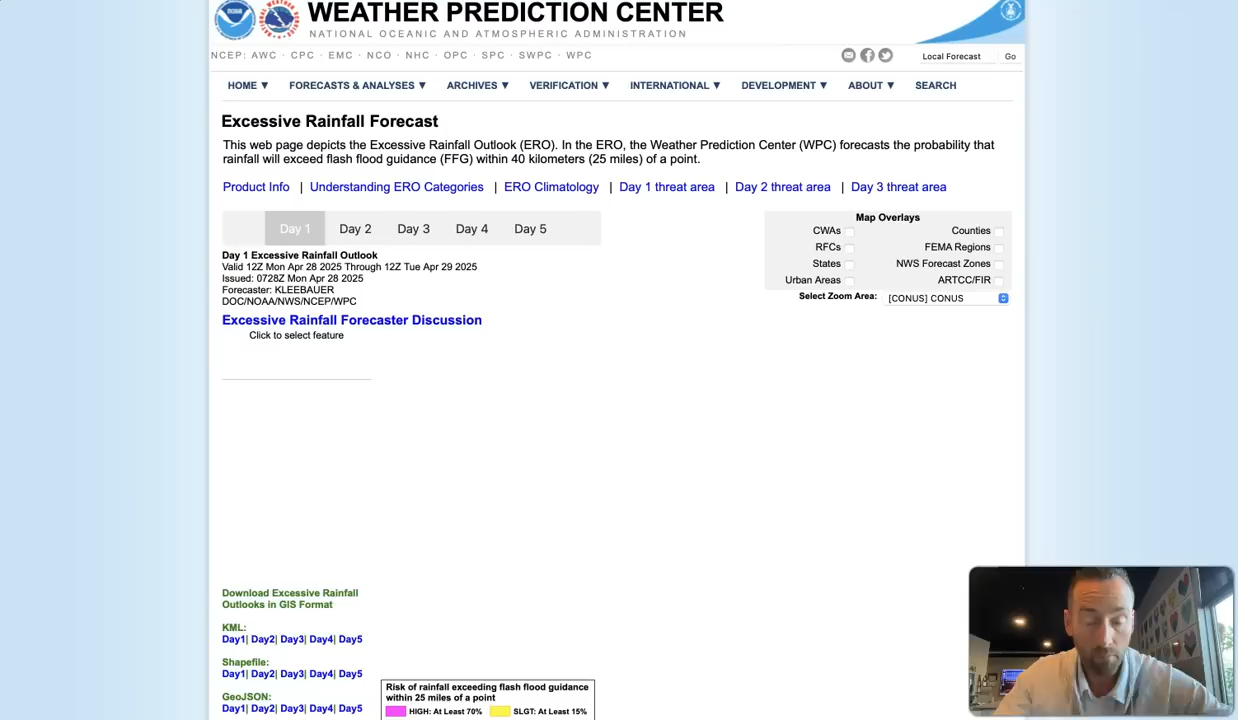 WEATHER PREDICTION CENTER
NATIONAL OCEANIC AND ATMOSPHERIC ADMINISTRATION
NCEP: AWC · CPC · EMC · NCO · NHC · OPC · SPC · SWPC · WPC
Local Forecast Go
HOME ▼ FORECASTS & ANALYSES ▼ ARCHIVES ▼ VERIFICATION ▼ INTERNATIONAL ▼ DEVELOPMENT ▼ ABOUT ▼ SEARCH
Excessive Rainfall Forecast
This web page depicts the Excessive Rainfall Outlook (ERO). In the ERO, the Weather Prediction Center (WPC) forecasts the probability that
rainfall will exceed flash flood guidance (FFG) within 40 kilometers (25 miles) of a point.
Product Info | Understanding ERO Categories | ERO Climatology | Day 1 threat area | Day 2 threat area | Day 3 threat area
Day 1 Day 2 Day 3 Day 4 Day 5
Map Overlays
CWAs Counties
RFCs FEMA Regions
States NWS Forecast Zones
Urban Areas ARTCC/FIR
Select Zoom Area: [CONUS] CONUS
Day 1 Excessive Rainfall Outlook
Valid 12Z Mon Apr 28 2025 Through 12Z Tue Apr 29 2025
Issued: 0728Z Mon Apr 28 2025
Forecaster: KLEEBAUER
DOC/NOAA/NWS/NCEP/WPC
Excessive Rainfall Forecaster Discussion
Click to select feature
Download Excessive Rainfall
Outlooks in GIS Format
KML:
Day1| Day2| Day3| Day4| Day5
Shapefile:
Day1| Day2| Day3| Day4| Day5
GeoJSON:
Day1| Day2| Day3| Day4| Day5
Risk of rainfall exceeding flash flood guidance
within 25 miles of a point
HIGH: At Least 70% SLGT: At Least 15%